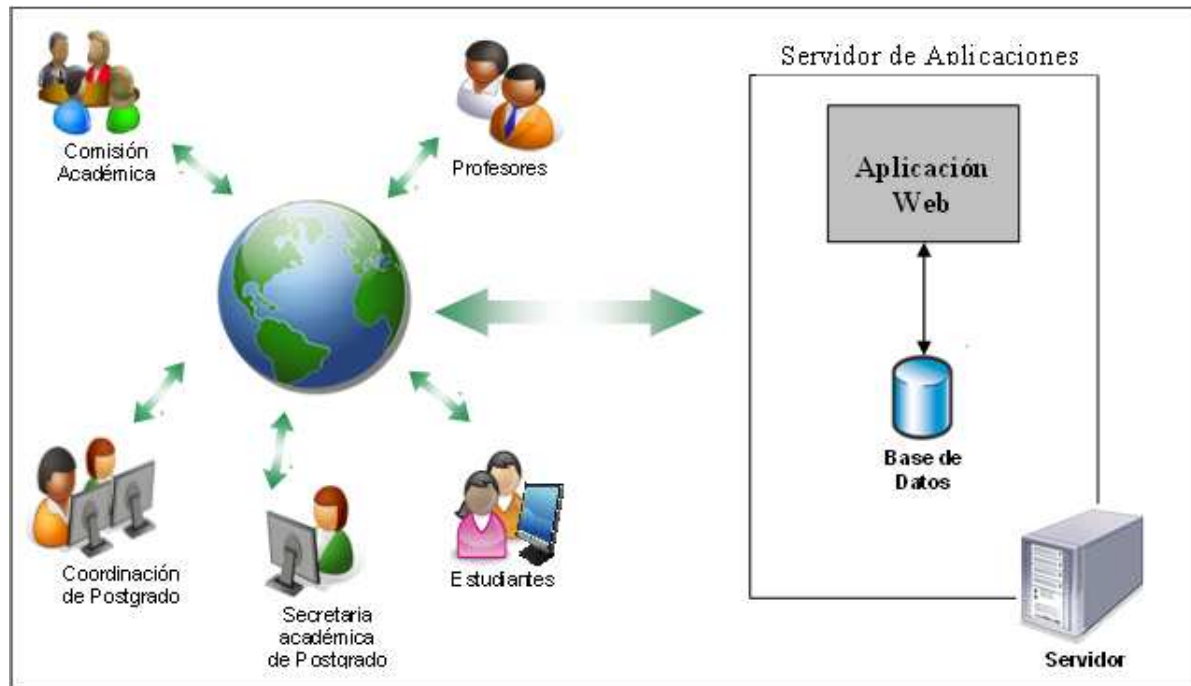 Comisión
Académica
Profesores
Servidor de Aplicaciones
Aplicación
Web
Base de
Datos
Coordinación
de Postgrado
Secretaria
académica
de Postgrado
Estudiantes
Servidor